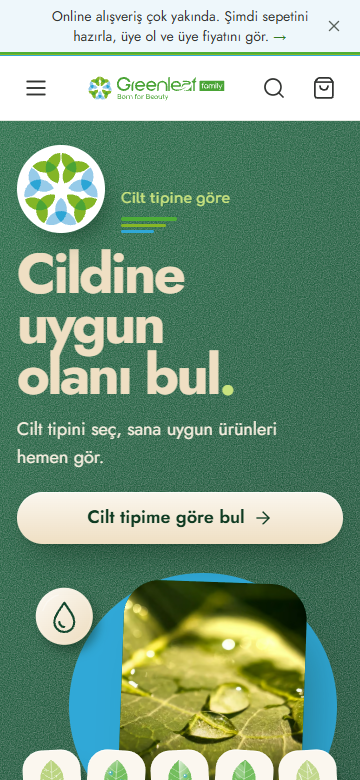 Online alışveriş çok yakında. Şimdi sepetini
hazırla, üye ol ve üye fiyatını gör. →
Greenleaf family
Born for Beauty
Cilt tipine göre
Cildine
uygun
olanı bul.
Cilt tipini seç, sana uygun ürünleri
hemen gör.
Cilt tipime göre bul →